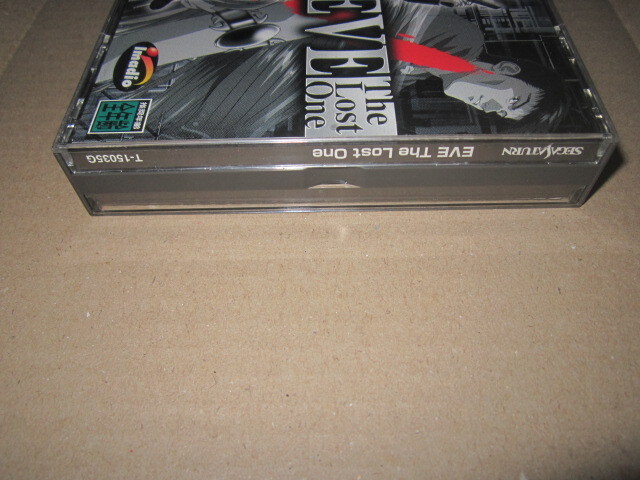 EVE
The
Lost
One
Imadio
SEGA SATURN
EVE The Lost One
T-15035G